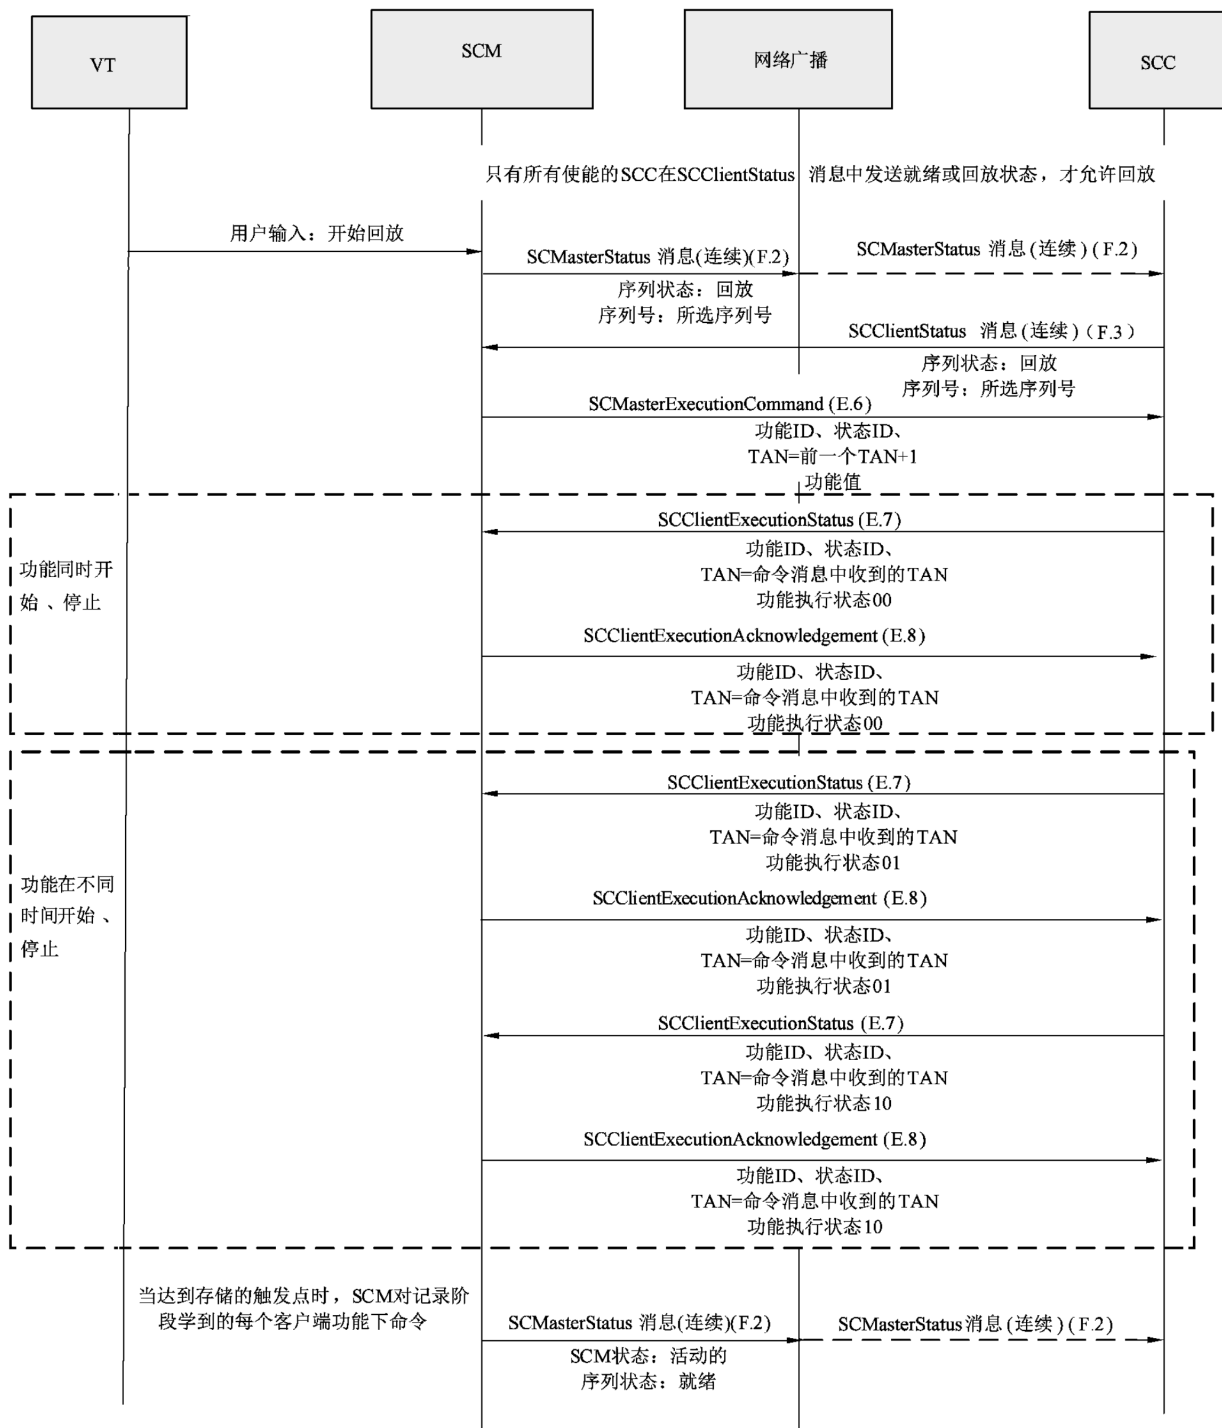 VT
SCM
网络广播
SCC
只有所有使能的SCC在SCClientStatus 消息中发送就绪或回放状态，才允许回放
用户输入：开始回放
SCMasterStatus 消息(连续)(F.2)
SCMasterStatus 消息(连续)(F.2)
序列状态：回放
序列号：所选序列号
SCClientStatus 消息(连续)(F.3)
序列状态：回放
序列号：所选序列号
SCMasterExecutionCommand (E.6)
功能ID、状态ID、
TAN=前一个TAN+1
功能值
功能同时开
始、停止
SCClientExecutionStatus (E.7)
功能ID、状态ID、
TAN=命令消息中收到的TAN
功能执行状态00
SCClientExecutionAcknowledgement (E.8)
功能ID、状态ID、
TAN=命令消息中收到的TAN
功能执行状态00
功能在不同
时间开始、
停止
SCClientExecutionStatus (E.7)
功能ID、状态ID、
TAN=命令消息中收到的TAN
功能执行状态01
SCClientExecutionAcknowledgement (E.8)
功能ID、状态ID、
TAN=命令消息中收到的TAN
功能执行状态01
SCClientExecutionStatus (E.7)
功能ID、状态ID、
TAN=命令消息中收到的TAN
功能执行状态10
SCClientExecutionAcknowledgement (E.8)
功能ID、状态ID、
TAN=命令消息中收到的TAN
功能执行状态10
当达到存储的触发点时，SCM对记录阶
段学到的每个客户端功能下命令
SCMasterStatus 消息(连续)(F.2)
SCMasterStatus 消息(连续)(F.2)
SCM状态：活动的
序列状态：就绪